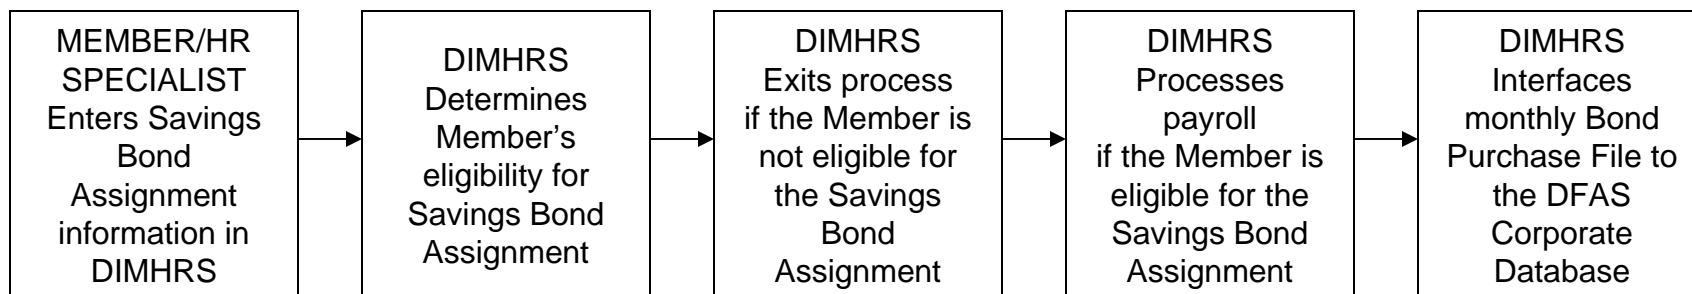 MEMBER/HR
SPECIALIST
Enters Savings
Bond
Assignment
information in
DIMHRS
DIMHRS
Determines
Member’s
eligibility for
Savings Bond
Assignment
DIMHRS
Exits process
if the Member is
not eligible for
the Savings
Bond
Assignment
DIMHRS
Processes
payroll
if the Member is
eligible for the
Savings Bond
Assignment
DIMHRS
Interfaces
monthly Bond
Purchase File to
the DFAS
Corporate
Database